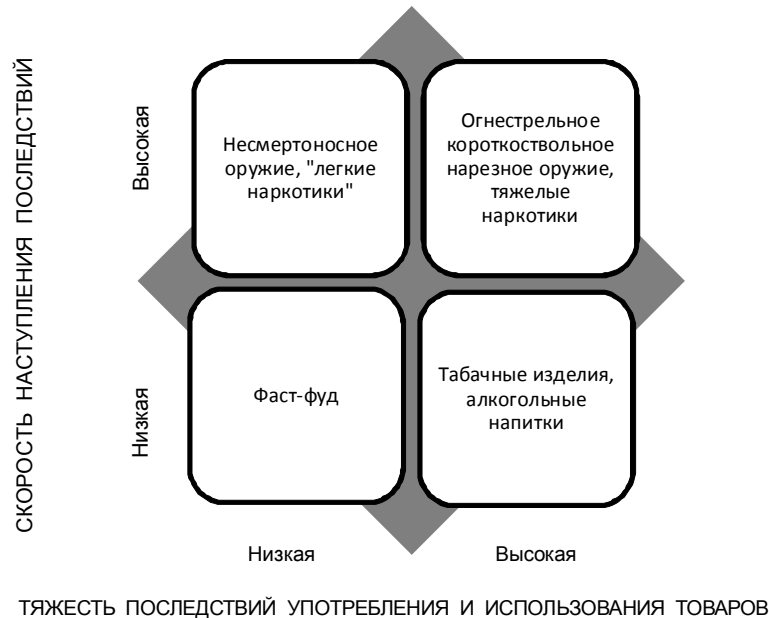 СКОРОСТЬ НАСТУПЛЕНИЯ ПОСЛЕДСТВИЙ
Высокая
Несмертоносное
оружие, "легкие
наркотики"
Огнестрельное
короткоствольное
нарезное оружие,
тяжелые
наркотики
Низкая
Фаст-фуд
Табачные изделия,
алкогольные
напитки
Низкая
Высокая
ТЯЖЕСТЬ ПОСЛЕДСТВИЙ УПОТРЕБЛЕНИЯ И ИСПОЛЬЗОВАНИЯ ТОВАРОВ